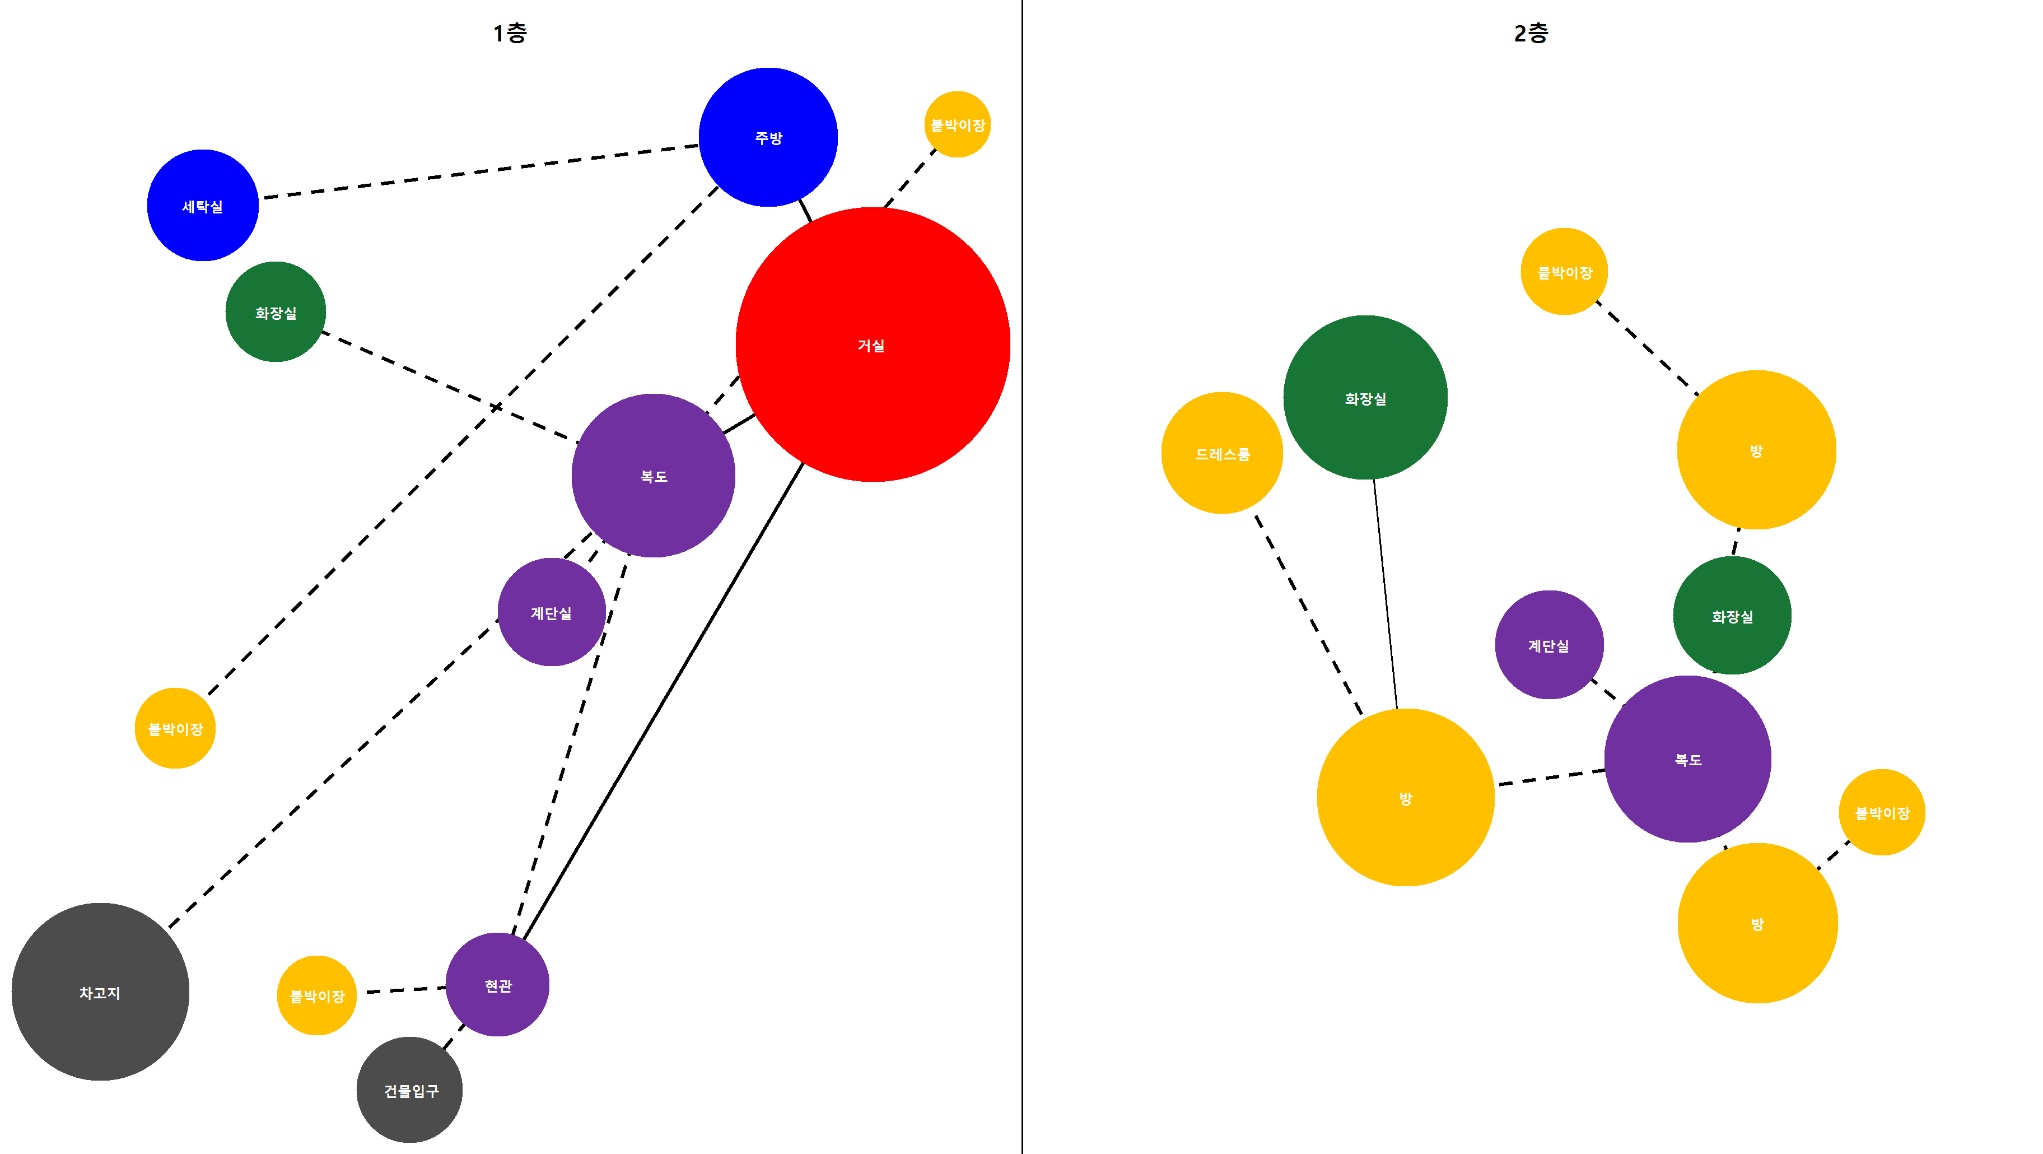 1층
주방
붙박이장
세탁실
화장실
거실
복도
계단실
붙박이장
차고지
붙박이장
현관
건물입구
2층
붙박이장
화장실
드레스룸
방
화장실
계단실
복도
방
붙박이장
방